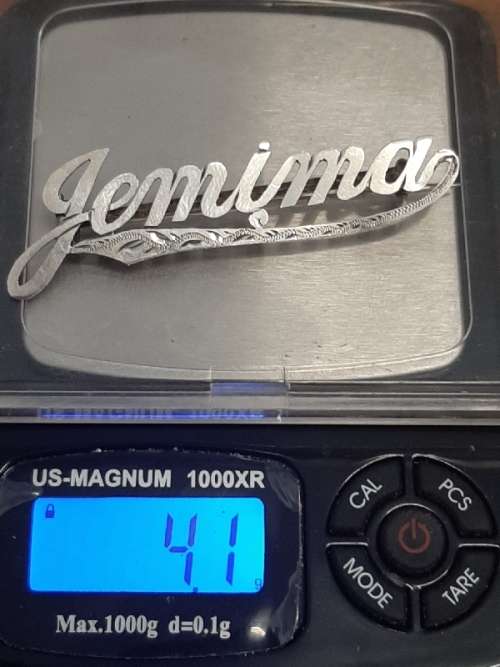 Jemima
US-MAGNUM 1000XR
4.1 g
Max.1000g d=0.1g
CAL
PCS
MODE
TARE